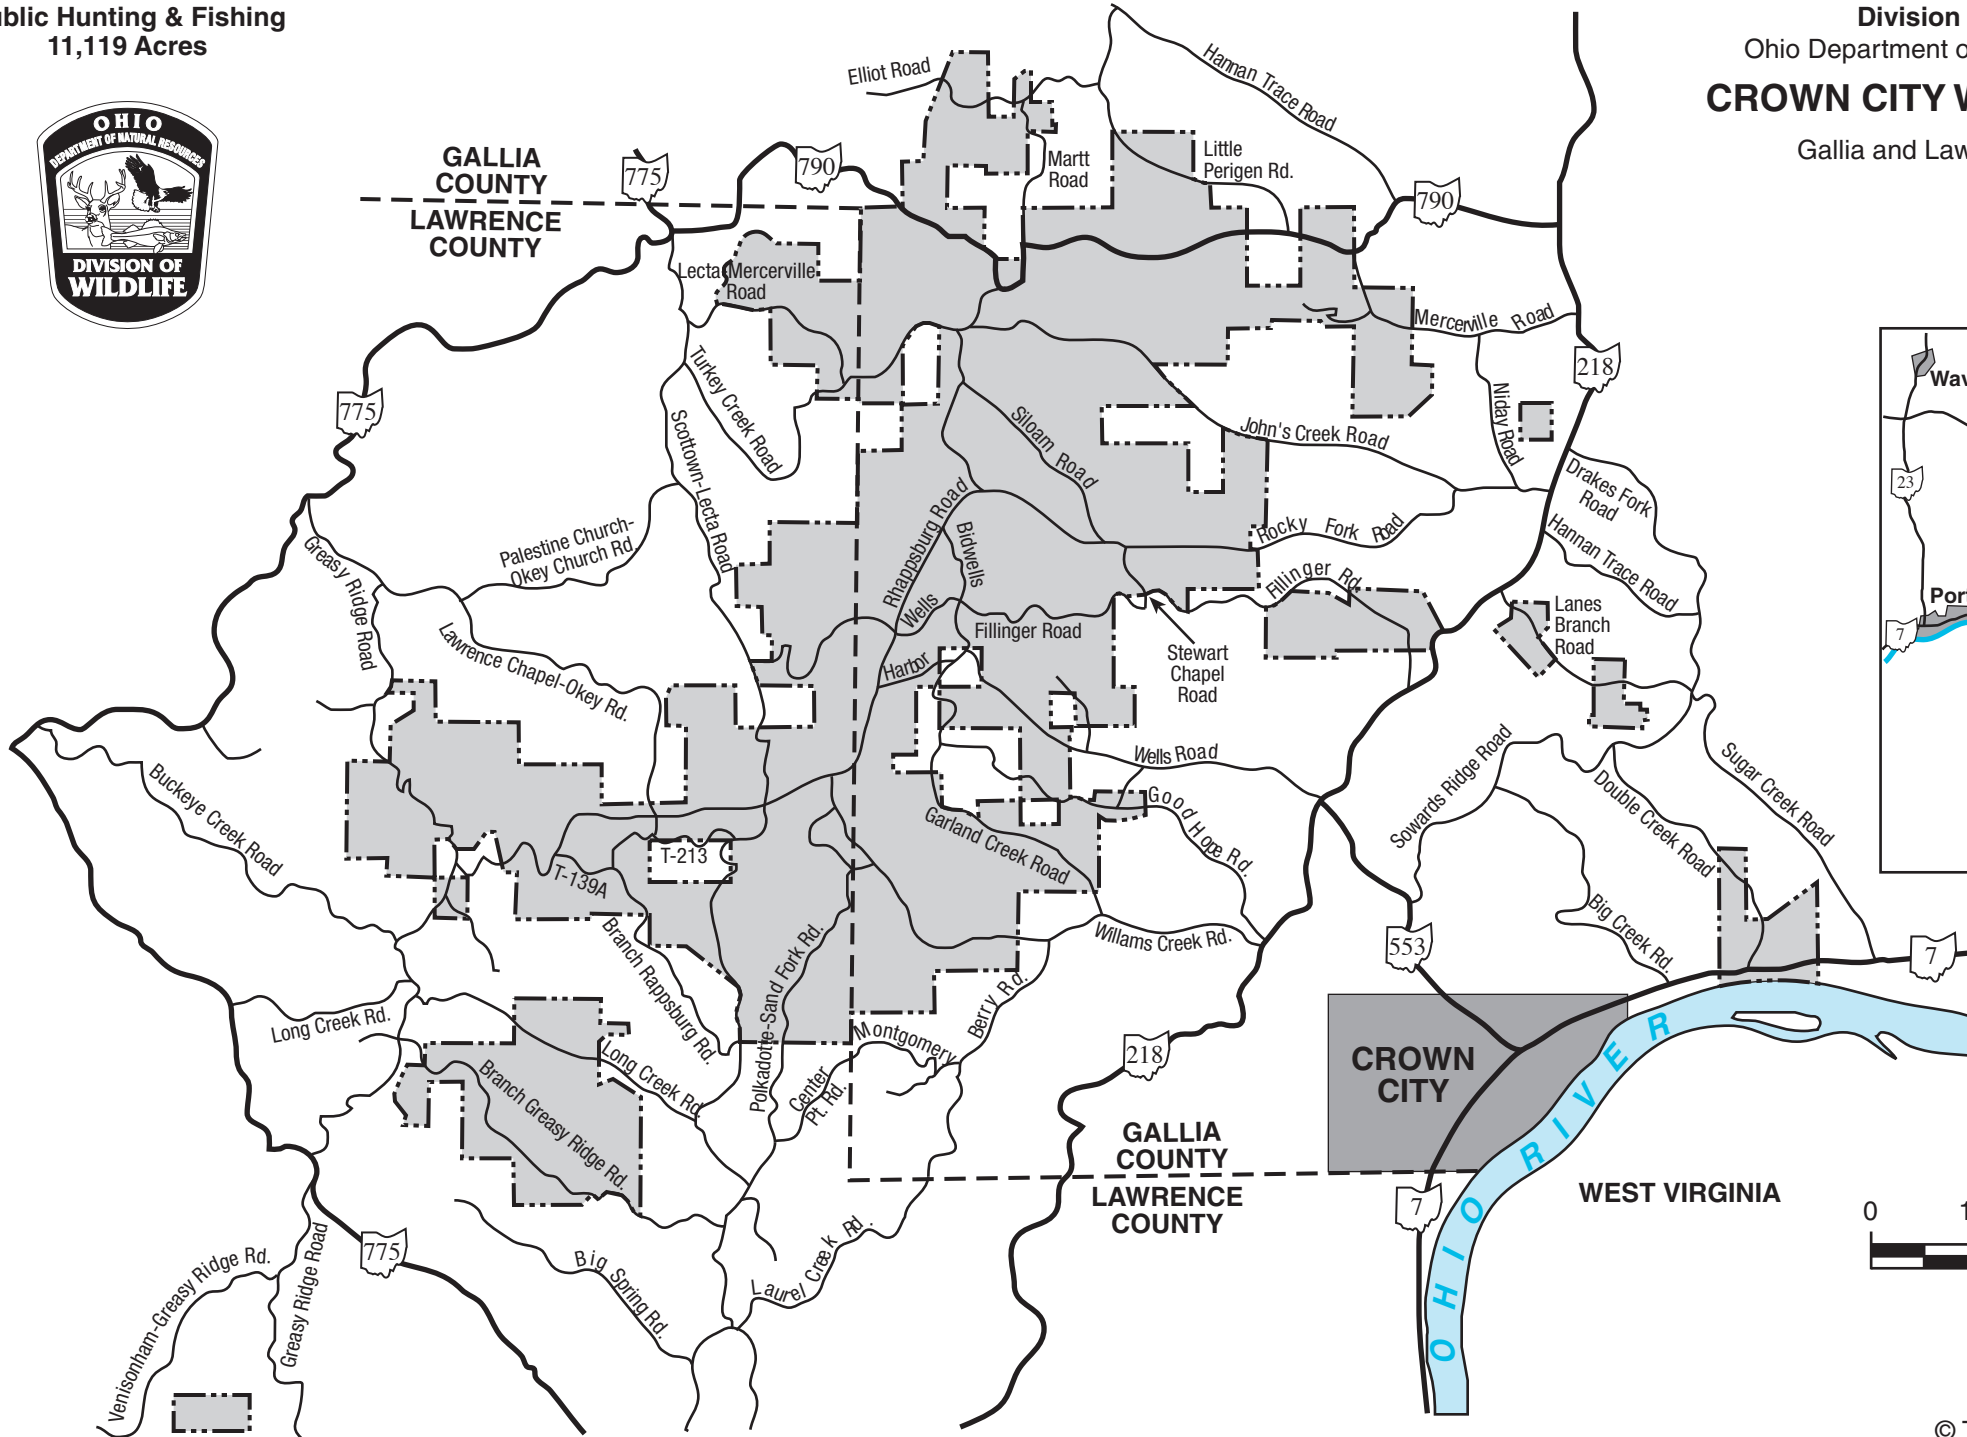 Public Hunting & Fishing
11,119 Acres
OHIO
DEPARTMENT OF NATURAL RESOURCES
DIVISION OF
WILDLIFE
Division
Ohio Department
CROWN CITY
Gallia and
GALLIA
COUNTY
LAWRENCE
COUNTY
775
790
Elliot Road
Hannan Trace Road
Martt
Road
Little
Perigen Rd.
790
Lecta Mercerville
Road
Mercerville Road
775
218
Turkey Creek Road
Scottown-Lecta Road
Siloam Road
John's Creek Road
Niday Road
Drakes Fork
Road
Hannan Trace Road
Palestine Church-
Okey Church Rd.
Greasy Ridge Road
Rhappsburg Road
Bidwells
Rocky Fork Road
Fillinger Rd.
Wells
Fillinger Road
Harbor
Stewart
Chapel
Road
Lanes
Branch
Road
Lawrence Chapel-Okey Rd.
Wells Road
Buckeye Creek Road
Good Hope Rd.
Garland Creek Road
Sowards Ridge Road
Double Creek Road
Sugar Creek Road
T-213
T-139A
Big Creek Rd.
Branch Rappsburg Rd.
Polkadotte-Sand Fork Rd.
Willams Creek Rd.
553
7
Long Creek Rd.
Berry Rd.
Montgomery
Long Creek Rd.
Center
Pt. Rd.
218
CROWN
CITY
Branch Greasy Ridge Rd.
GALLIA
COUNTY
LAWRENCE
COUNTY
7
WEST VIRGINIA
OHIO RIVER
775
Venisonham-Greasy Ridge Rd.
Greasy Ridge Road
Big Spring Rd.
Laurel Creek Rd.
23
7
0 1
©